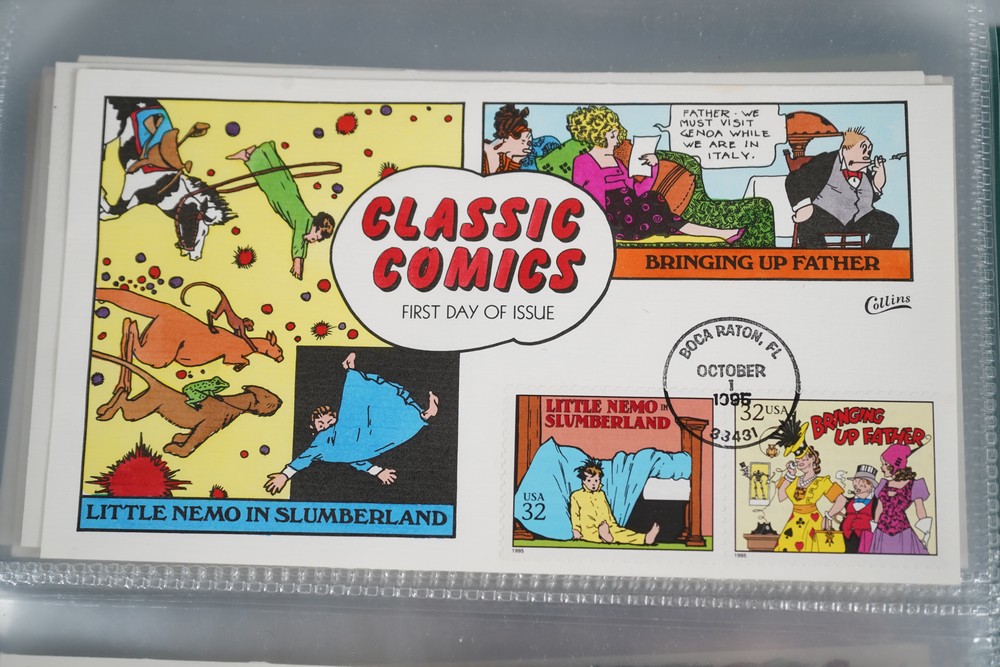 FATHER - WE
MUST VISIT
GENOA WHILE
WE ARE IN
ITALY.
CLASSIC
COMICS
FIRST DAY OF ISSUE
BRINGING UP FATHER
Collins
BOCA RATON, FL
OCTOBER
1
1995
33431
LITTLE NEMO IN SLUMBERLAND
LITTLE NEMO IN
SLUMBERLAND
USA
32
1995
32 USA
BRINGING
UP FATHER
1995